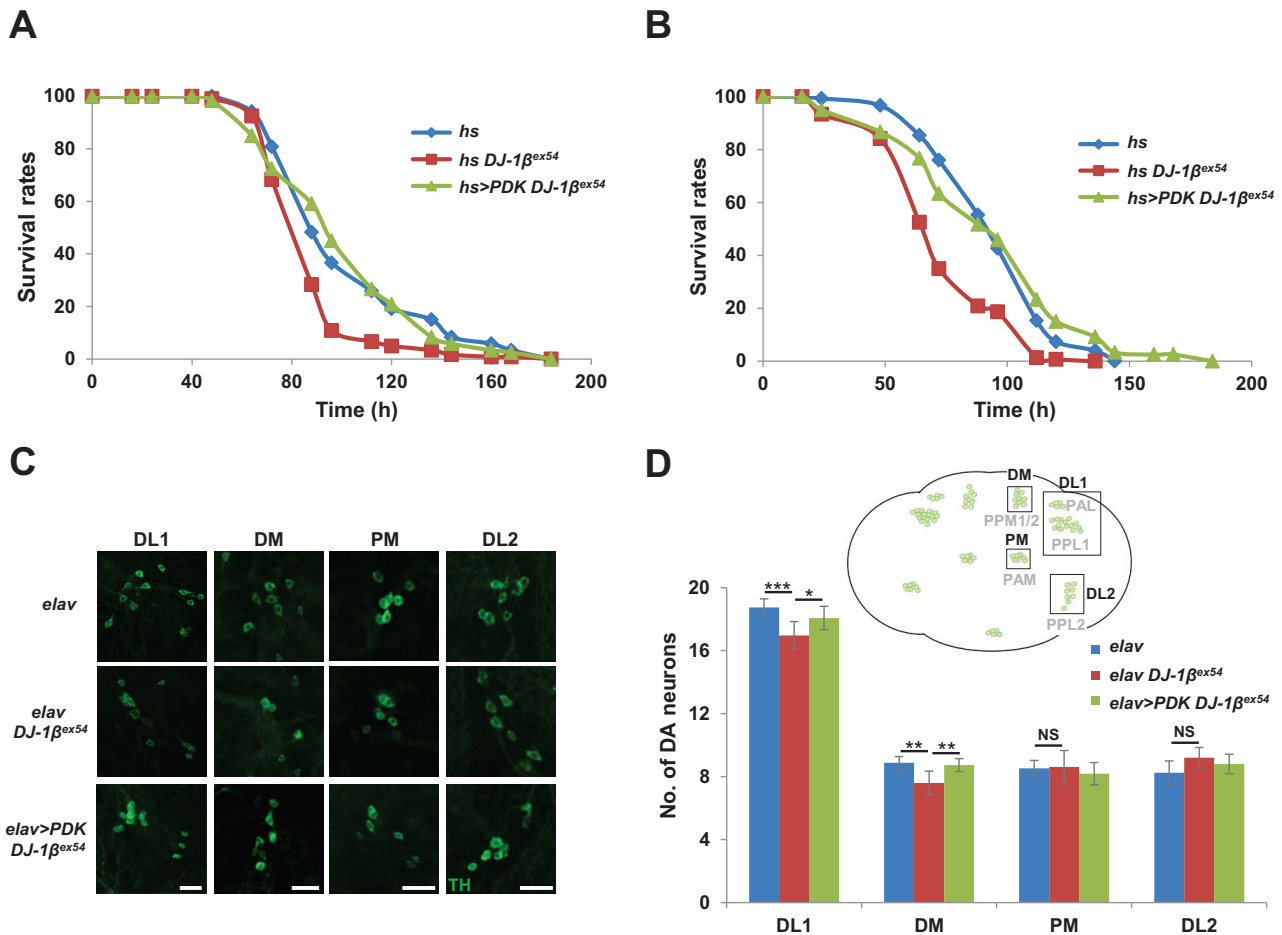 A
100
80
60
40
20
0
Survival rates
0 40 80 120 160 200
Time (h)
hs
hs DJ-1β^ex54
hs>PDK DJ-1β^ex54
B
100
80
60
40
20
0
Survival rates
0 50 100 150 200
Time (h)
hs
hs DJ-1β^ex54
hs>PDK DJ-1β^ex54
C
DL1 DM PM DL2
elav
elav
DJ-1β^ex54
elav>PDK
DJ-1β^ex54
TH
D
DM
DL1
PAL
PPM1/2
PPL1
PM
PAM
DL2
PPL2
20
16
12
8
4
0
No. of DA neurons
*** *
** **
NS
NS
elav
elav DJ-1β^ex54
elav>PDK DJ-1β^ex54
DL1 DM PM DL2